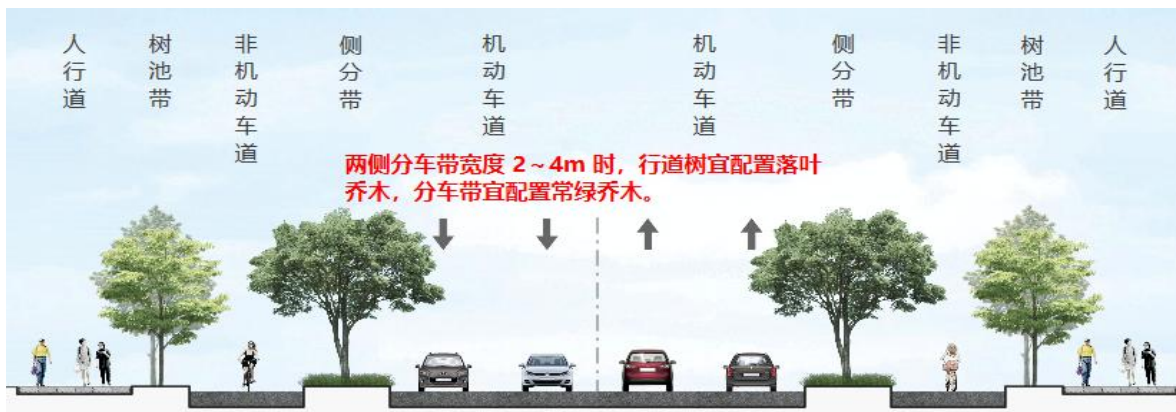 人行道
树池带
非机动车道
侧分带
机动车道
机动车道
侧分带
非机动车道
树池带
人行道
两侧分车带宽度 2～4m 时，行道树宜配置落叶
乔木，分车带宜配置常绿乔木。